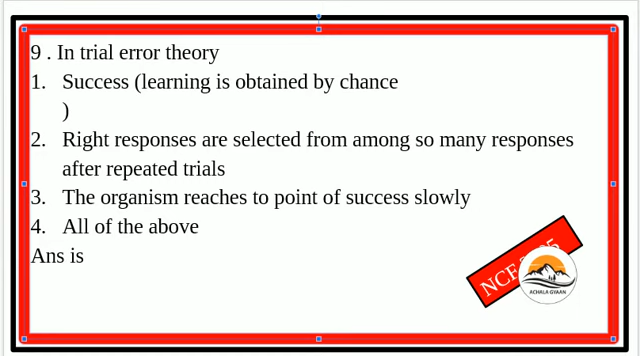 9 . In trial error theory
1. Success (learning is obtained by chance
)
2. Right responses are selected from among so many responses
after repeated trials
3. The organism reaches to point of success slowly
4. All of the above
Ans is
NCF
ACHALA GYAAN